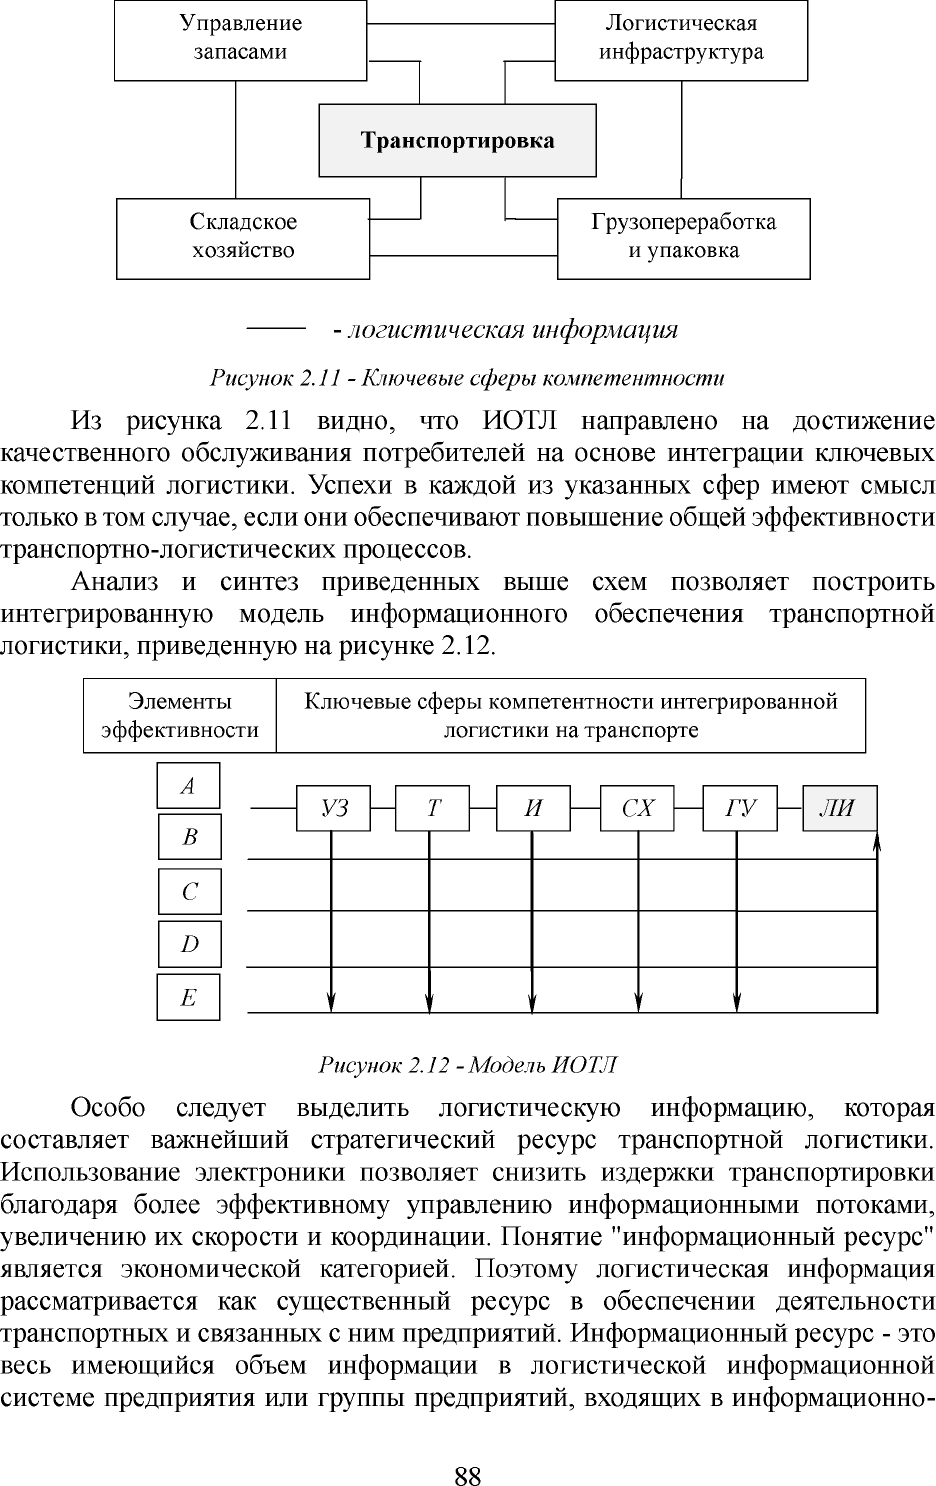 Управление
запасами
Логистическая
инфраструктура
Транспортировка
Складское
хозяйство
Грузопереработка
и упаковка
- логистическая информация
Рисунок 2.11 - Ключевые сферы компетентности
Из рисунка 2.11 видно, что ИОТЛ направлено на достижение
качественного обслуживания потребителей на основе интеграции ключевых
компетенций логистики. Успехи в каждой из указанных сфер имеют смысл
только в том случае, если они обеспечивают повышение общей эффективности
транспортно-логистических процессов.
Анализ и синтез приведенных выше схем позволяет построить
интегрированную модель информационного обеспечения транспортной
логистики, приведенную на рисунке 2.12.
Элементы
эффективности
Ключевые сферы компетентности интегрированной
логистики на транспорте
A
УЗ
Т
И
СХ
ГУ
ЛИ
B
C
D
E
Рисунок 2.12 - Модель ИОТЛ
Особо следует выделить логистическую информацию, которая
составляет важнейший стратегический ресурс транспортной логистики.
Использование электроники позволяет снизить издержки транспортировки
благодаря более эффективному управлению информационными потоками,
увеличению их скорости и координации. Понятие "информационный ресурс"
является экономической категорией. Поэтому логистическая информация
рассматривается как существенный ресурс в обеспечении деятельности
транспортных и связанных с ним предприятий. Информационный ресурс - это
весь имеющийся объем информации в логистической информационной
системе предприятия или группы предприятий, входящих в информационно-
88